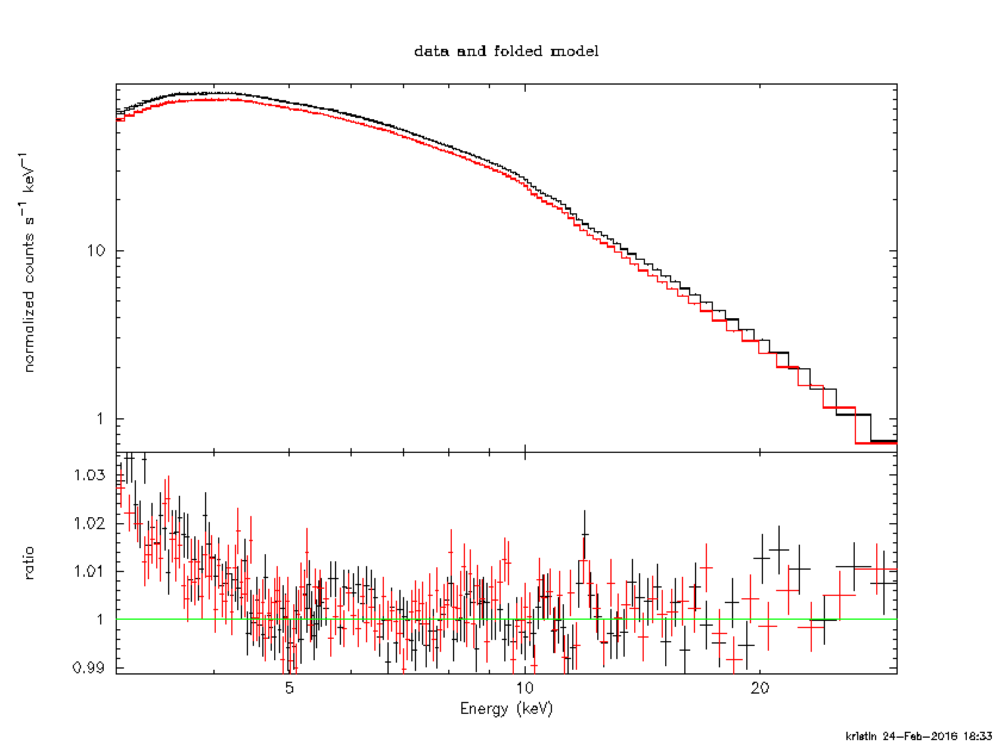 data and folded model
normalized counts s−1 keV−1
10
1
ratio
1.03
1.02
1.01
1
0.99
5
10
20
Energy (keV)
kristin 24−Feb−2016 18:33